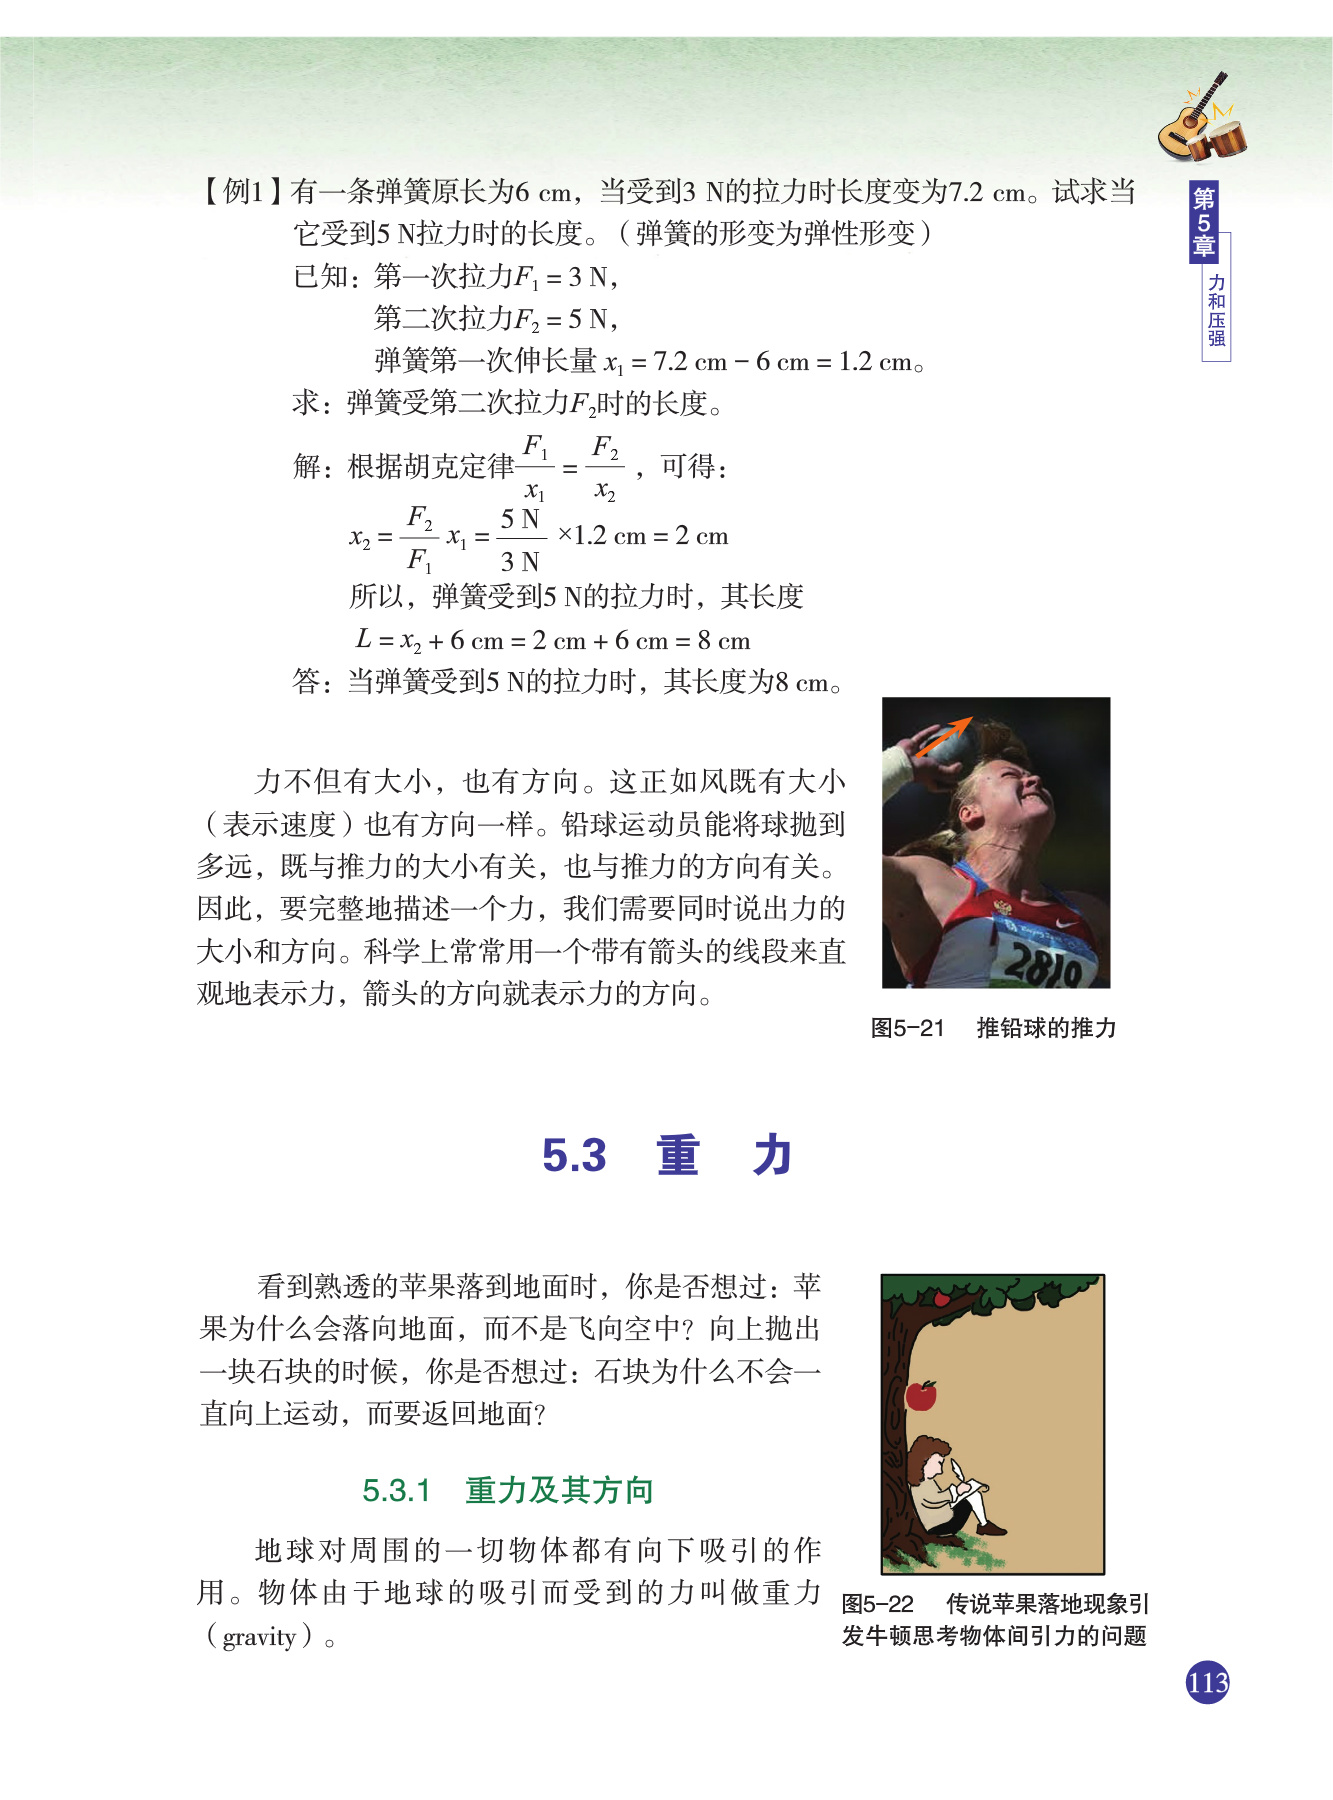 【例1】有一条弹簧原长为6 cm，当受到3 N的拉力时长度变为7.2 cm。试求当
它受到5 N拉力时的长度。（弹簧的形变为弹性形变）
已知：第一次拉力F₁ = 3 N，
第二次拉力F₂ = 5 N，
弹簧第一次伸长量 x₁ = 7.2 cm − 6 cm = 1.2 cm。
求：弹簧受第二次拉力F₂时的长度。
解：根据胡克定律 F₁/x₁ = F₂/x₂ ，可得：
x₂ = F₂/F₁ x₁ = 5 N/3 N ×1.2 cm = 2 cm
所以，弹簧受到5 N的拉力时，其长度
L = x₂ + 6 cm = 2 cm + 6 cm = 8 cm
答：当弹簧受到5 N的拉力时，其长度为8 cm。
第5章
力和压强
力不但有大小，也有方向。这正如风既有大小
（表示速度）也有方向一样。铅球运动员能将球抛到
多远，既与推力的大小有关，也与推力的方向有关。
因此，要完整地描述一个力，我们需要同时说出力的
大小和方向。科学上常常用一个带有箭头的线段来直
观地表示力，箭头的方向就表示力的方向。
2819
图5–21 推铅球的推力
5.3 重 力
看到熟透的苹果落到地面时，你是否想过：苹
果为什么会落向地面，而不是飞向空中？向上抛出
一块石块的时候，你是否想过：石块为什么不会一
直向上运动，而要返回地面？
5.3.1 重力及其方向
地球对周围的一切物体都有向下吸引的作
用。物体由于地球的吸引而受到的力叫做重力
（gravity）。
图5–22 传说苹果落地现象引
发牛顿思考物体间引力的问题
113